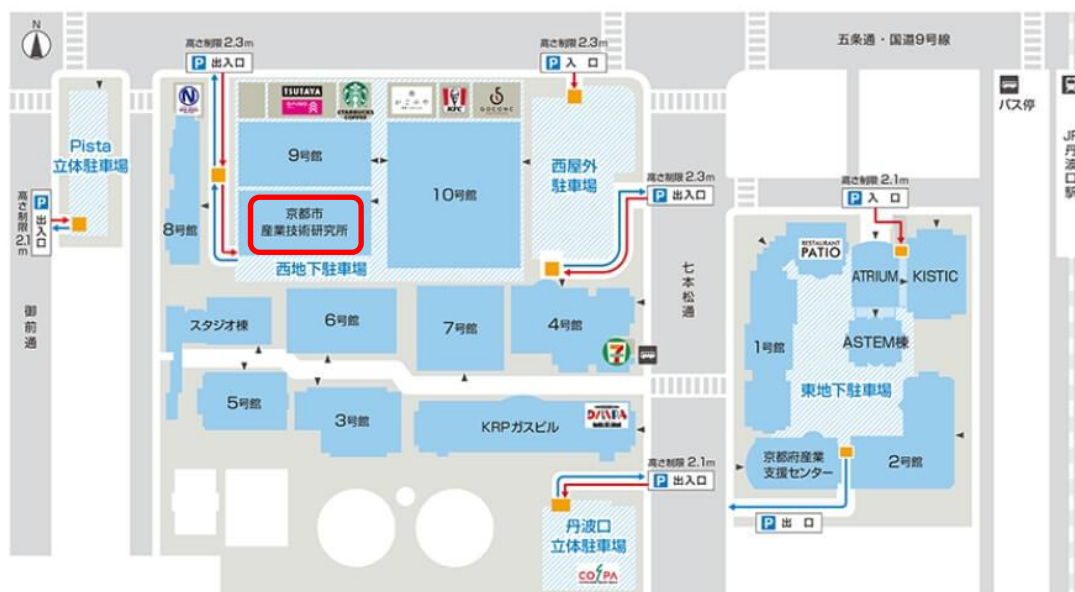 N
高さ制限 2.3m
P 出入口
高さ制限 2.3m
P 入 口
五条通・国道9号線
バス停
JR丹波口駅
TSUTAYA
STARBUCKS COFFEE
かごの屋
KFC
GOCONC
Pista
立体駐車場
9号館
10号館
西屋外
駐車場
高さ制限 2.3m
P 出入口
高さ制限 2.1m
P 入 口
高さ制限2.1m
P 出入口
8号館
京都市
産業技術研究所
西地下駐車場
七本松通
RESTAURANT
PATIO
ATRIUM
KISTIC
御前通
スタジオ棟
6号館
7号館
4号館
1号館
ASTEM棟
5号館
3号館
KRPガスビル
東地下駐車場
高さ制限 2.1m
P 出入口
京都府産業
支援センター
2号館
P 出 口
丹波口
立体駐車場
COSPA